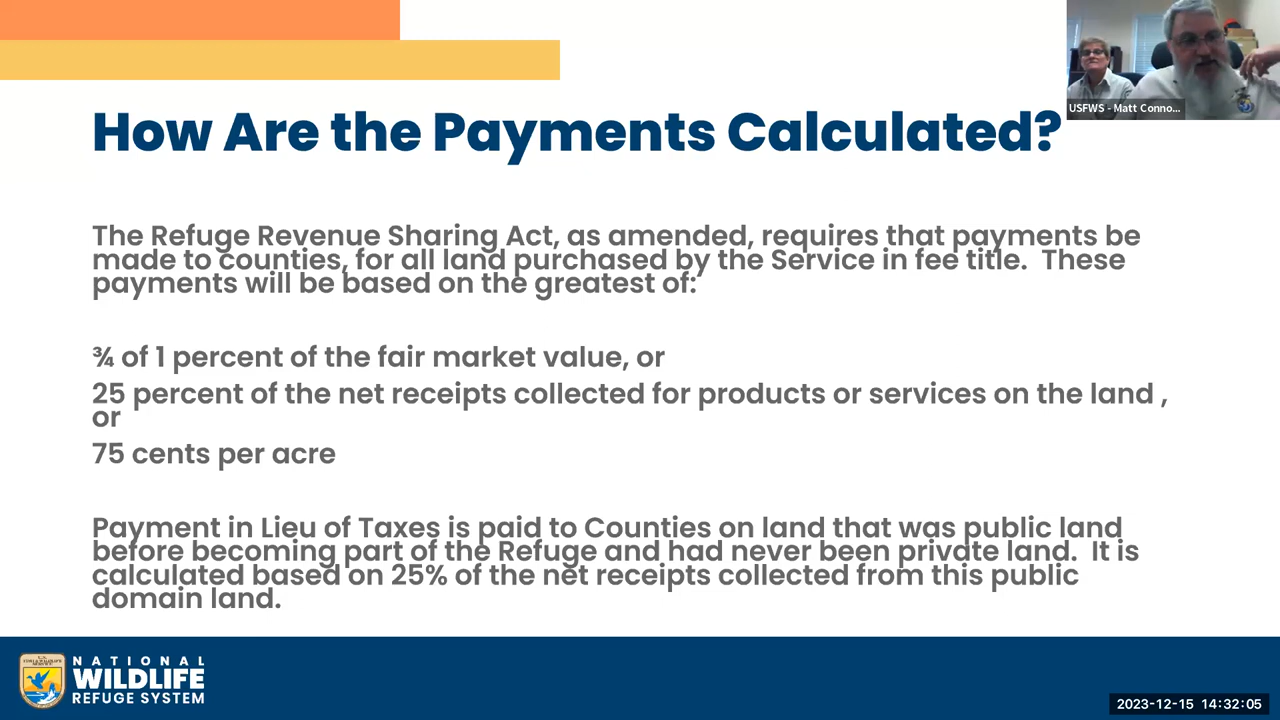 USFWS - Matt Conno...
How Are the Payments Calculated?
The Refuge Revenue Sharing Act, as amended, requires that payments be
made to counties, for all land purchased by the Service in fee title.  These
payments will be based on the greatest of:
¾ of 1 percent of the fair market value, or
25 percent of the net receipts collected for products or services on the land ,
or
75 cents per acre
Payment in Lieu of Taxes is paid to Counties on land that was public land
before becoming part of the Refuge and had never been private land.  It is
calculated based on 25% of the net receipts collected from this public
domain land.
NATIONAL
WILDLIFE
REFUGE SYSTEM
2023-12-15 14:32:05